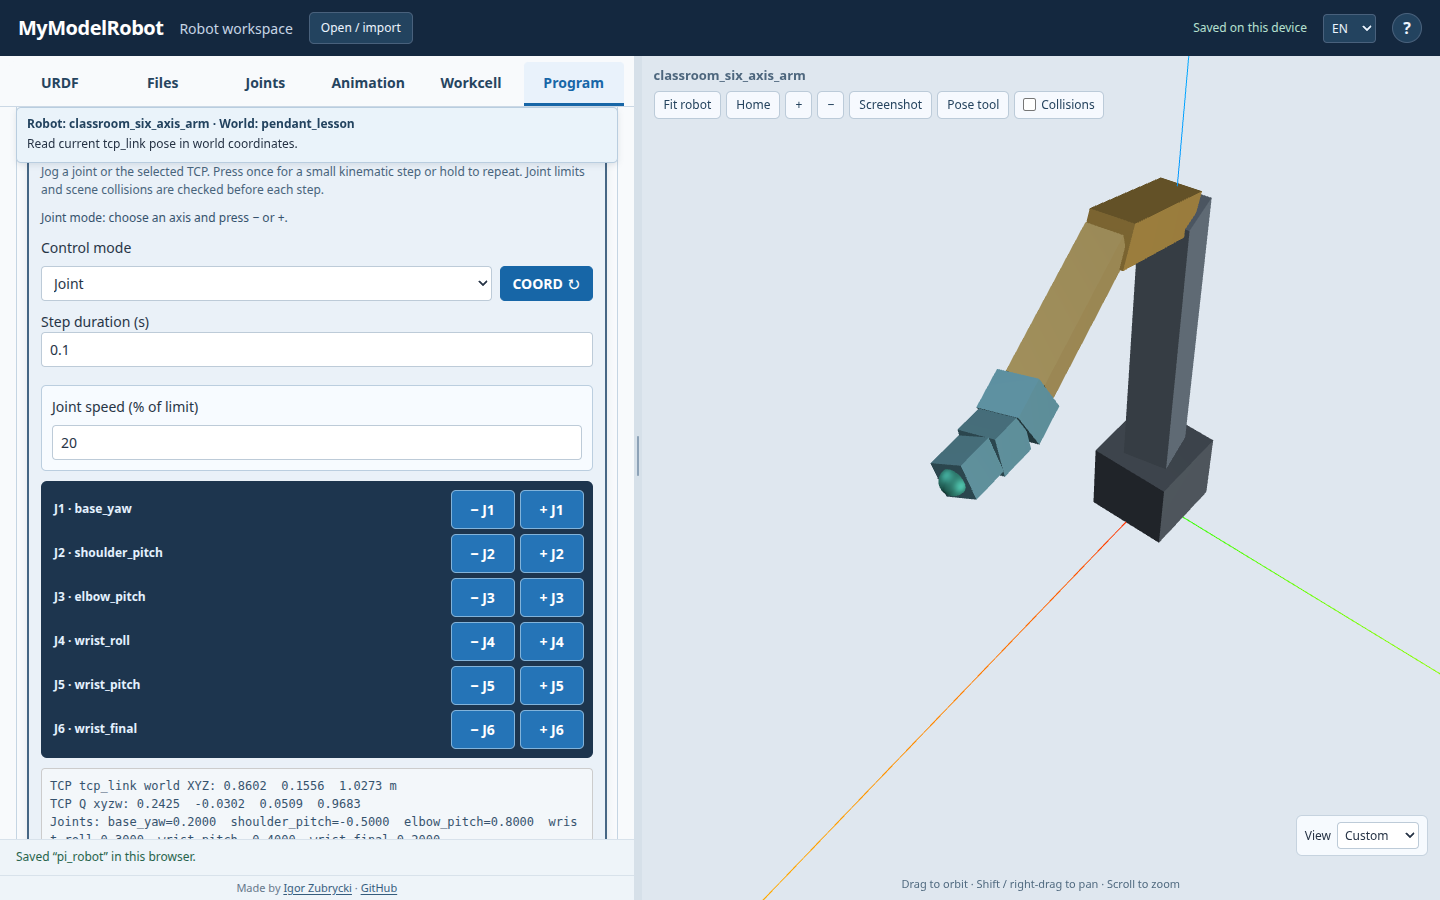 MyModelRobot Robot workspace Open / import Saved on this device EN ?
URDF Files Joints Animation Workcell Program
Robot: classroom_six_axis_arm · World: pendant_lesson
Read current tcp_link pose in world coordinates.
Jog a joint or the selected TCP. Press once for a small kinematic step or hold to repeat. Joint limits
and scene collisions are checked before each step.
Joint mode: choose an axis and press − or +.
Control mode
Joint COORD ↻
Step duration (s)
0.1
Joint speed (% of limit)
20
J1 · base_yaw − J1 + J1
J2 · shoulder_pitch − J2 + J2
J3 · elbow_pitch − J3 + J3
J4 · wrist_roll − J4 + J4
J5 · wrist_pitch − J5 + J5
J6 · wrist_final − J6 + J6
TCP tcp_link world XYZ: 0.8602 0.1556 1.0273 m
TCP Q xyzw: 0.2425 -0.0302 0.0509 0.9683
Joints: base_yaw=0.2000 shoulder_pitch=-0.5000 elbow_pitch=0.8000 wris
Saved “pi_robot” in this browser.
Made by Igor Zubrycki · GitHub
classroom_six_axis_arm
Fit robot Home + − Screenshot Pose tool Collisions
View Custom
Drag to orbit · Shift / right-drag to pan · Scroll to zoom